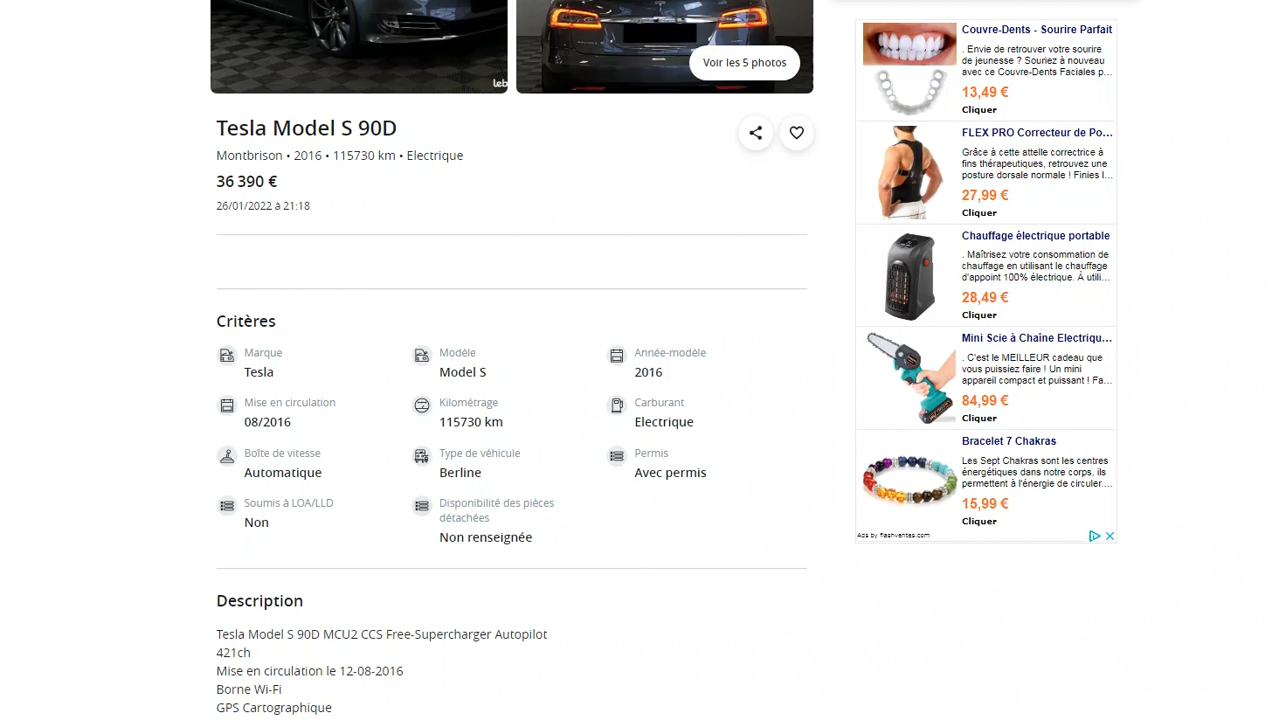 leb
Voir les 5 photos
Tesla Model S 90D
Montbrison • 2016 • 115730 km • Electrique
36 390 €
26/01/2022 à 21:18
Critères
Marque
Tesla
Modèle
Model S
Année-modèle
2016
Mise en circulation
08/2016
Kilométrage
115730 km
Carburant
Electrique
Boîte de vitesse
Automatique
Type de véhicule
Berline
Permis
Avec permis
Soumis à LOA/LLD
Non
Disponibilité des pièces
détachées
Non renseignée
Description
Tesla Model S 90D MCU2 CCS Free-Supercharger Autopilot
421ch
Mise en circulation le 12-08-2016
Borne Wi-Fi
GPS Cartographique
Couvre-Dents - Sourire Parfait
. Envie de retrouver votre sourire
de jeunesse ? Souriez à nouveau
avec ce Couvre-Dents Faciales p...
13,49 €
Cliquer
FLEX PRO Correcteur de Po...
Grâce à cette attelle correctrice à
fins thérapeutiques, retrouvez une
posture dorsale normale ! Finies l...
27,99 €
Cliquer
Chauffage électrique portable
. Maîtrisez votre consommation de
chauffage en utilisant le chauffage
d'appoint 100% électrique. À utili...
28,49 €
Cliquer
Mini Scie à Chaîne Electriqu...
. C'est le MEILLEUR cadeau que
vous puissiez faire ! Un mini
appareil compact et puissant ! Fa...
84,99 €
Cliquer
Bracelet 7 Chakras
Les Sept Chakras sont les centres
énergétiques dans notre corps, ils
permettent à l'énergie de circuler....
15,99 €
Cliquer
Ads by flashventes.com